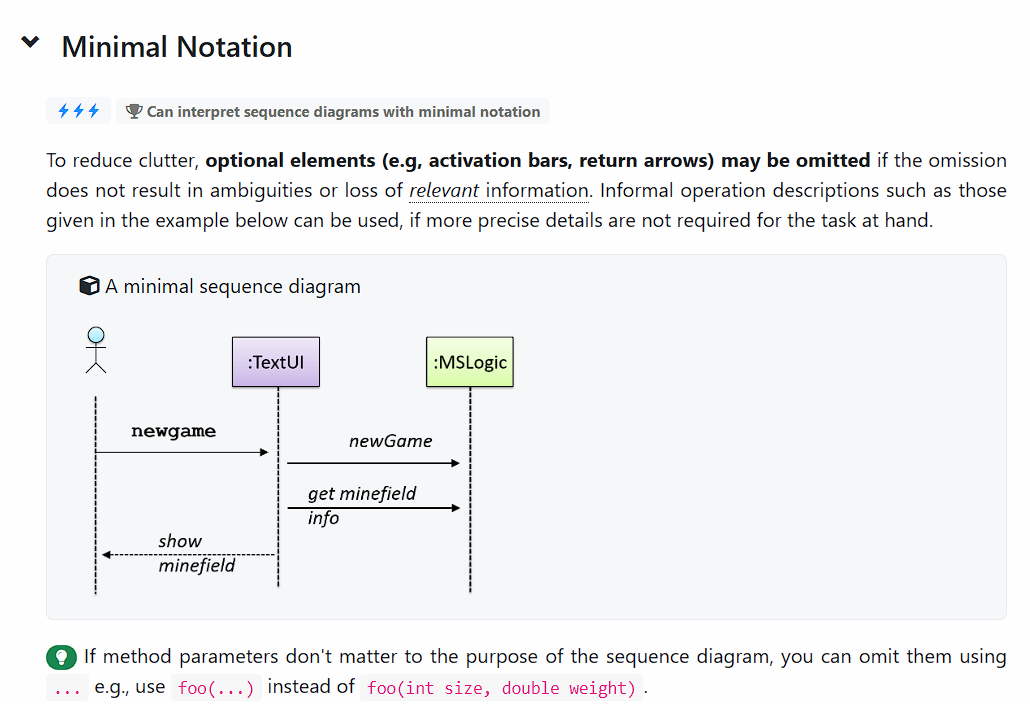 Minimal Notation
Can interpret sequence diagrams with minimal notation
To reduce clutter, optional elements (e.g, activation bars, return arrows) may be omitted if the omission
does not result in ambiguities or loss of relevant information. Informal operation descriptions such as those
given in the example below can be used, if more precise details are not required for the task at hand.
A minimal sequence diagram
:TextUI
:MSLogic
newgame
newGame
get minefield
info
show
minefield
If method parameters don't matter to the purpose of the sequence diagram, you can omit them using
... e.g., use foo(...) instead of foo(int size, double weight) .